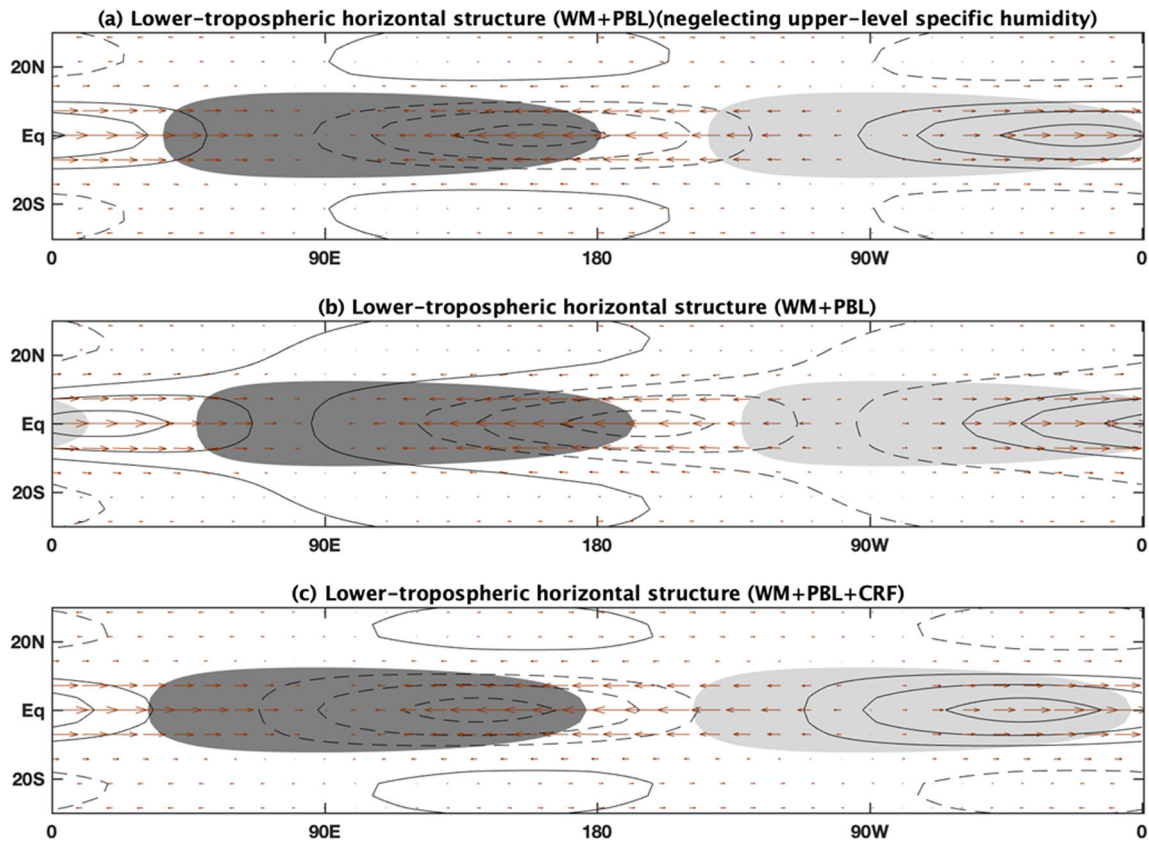 (a) Lower-tropospheric horizontal structure (WM+PBL)(negelecting upper-level specific humidity)
20N
Eq
20S
0 90E 180 90W 0
(b) Lower-tropospheric horizontal structure (WM+PBL)
20N
Eq
20S
0 90E 180 90W 0
(c) Lower-tropospheric horizontal structure (WM+PBL+CRF)
20N
Eq
20S
0 90E 180 90W 0